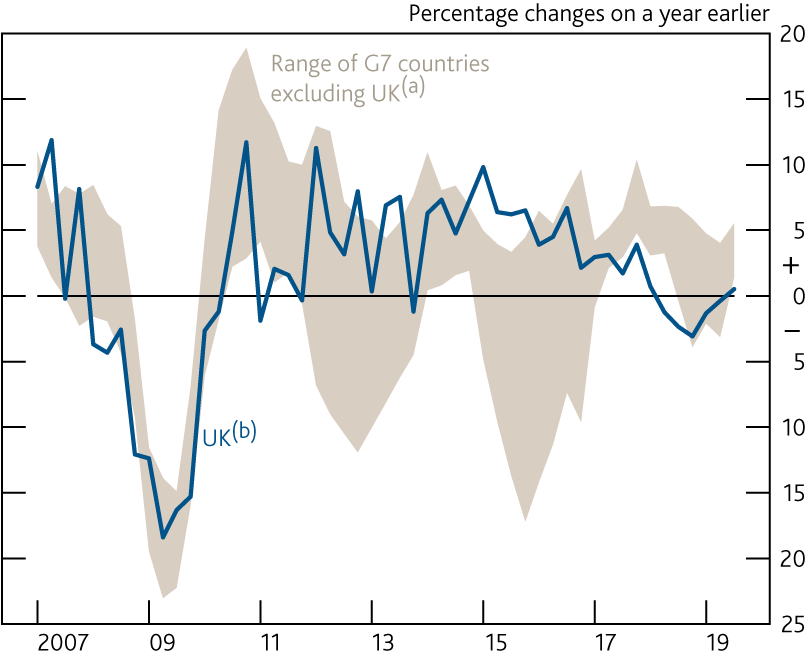 Percentage changes on a year earlier
20
Range of G7 countries
excluding UK(a)
15
10
5
+
0
–
5
UK(b)
10
15
20
25
2007 09 11 13 15 17 19